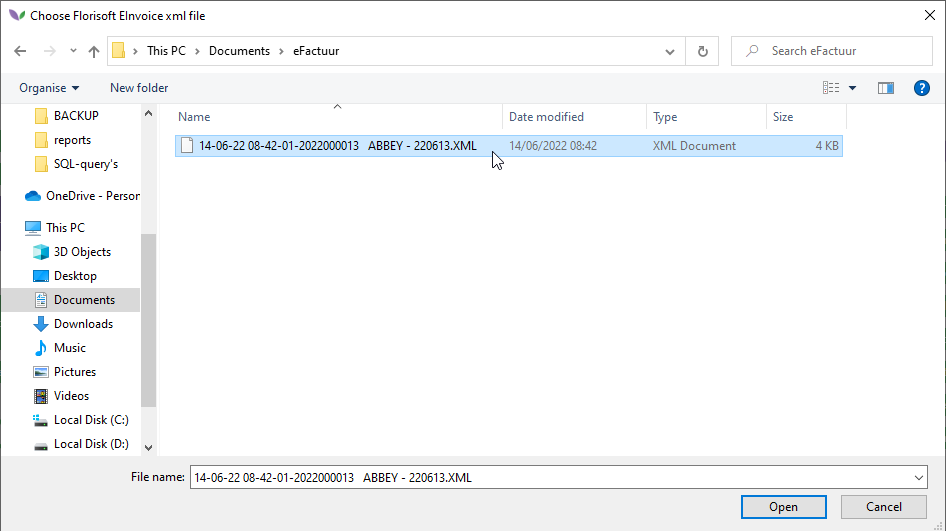 Choose Florisoft EInvoice xml file
This PC > Documents > eFactuur
Search eFactuur
Organise New folder
BACKUP
reports
SQL-query's
OneDrive - Person
This PC
3D Objects
Desktop
Documents
Downloads
Music
Pictures
Videos
Local Disk (C:)
Local Disk (D:)
Name Date modified Type Size
14-06-22 08-42-01-2022000013 ABBEY - 220613.XML 14/06/2022 08:42 XML Document 4 KB
File name: 14-06-22 08-42-01-2022000013 ABBEY - 220613.XML
Open Cancel